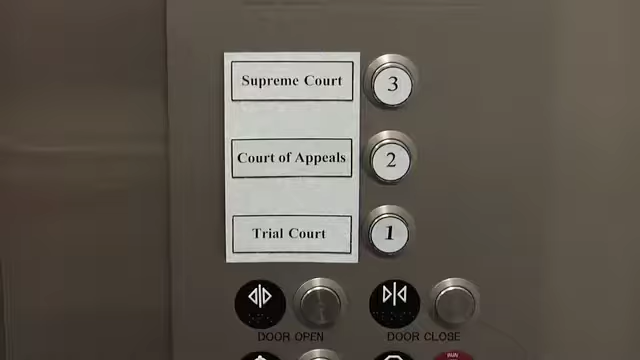 Supreme Court 3
Court of Appeals 2
Trial Court 1
DOOR OPEN DOOR CLOSE